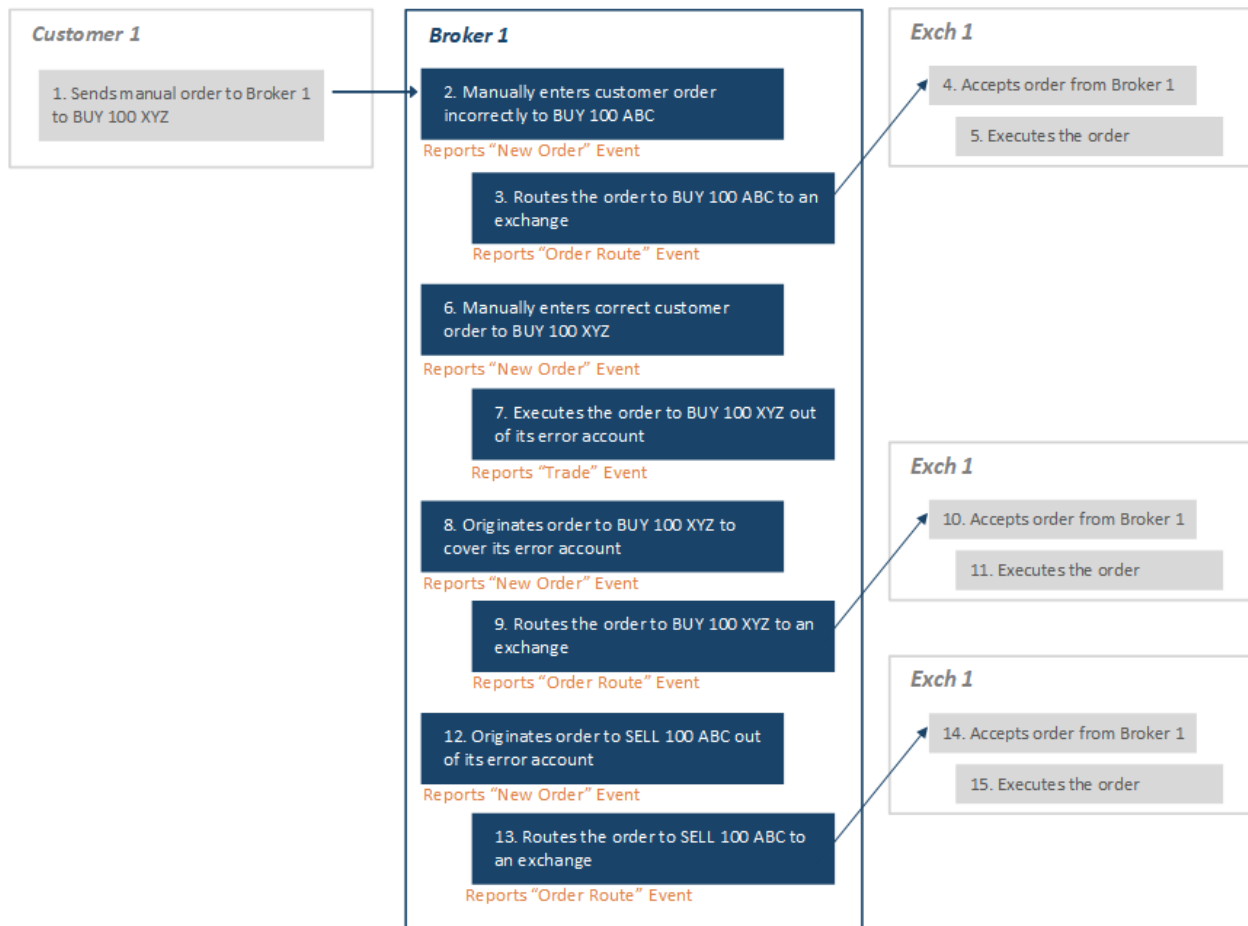 Customer 1
1. Sends manual order to Broker 1
to BUY 100 XYZ
Broker 1
2. Manually enters customer order
incorrectly to BUY 100 ABC
Reports “New Order” Event
3. Routes the order to BUY 100 ABC to an
exchange
Reports “Order Route” Event
Exch 1
4. Accepts order from Broker 1
5. Executes the order
6. Manually enters correct customer
order to BUY 100 XYZ
Reports “New Order” Event
7. Executes the order to BUY 100 XYZ out
of its error account
Reports “Trade” Event
8. Originates order to BUY 100 XYZ to
cover its error account
Reports “New Order” Event
9. Routes the order to BUY 100 XYZ to an
exchange
Reports “Order Route” Event
Exch 1
10. Accepts order from Broker 1
11. Executes the order
12. Originates order to SELL 100 ABC out
of its error account
Reports “New Order” Event
13. Routes the order to SELL 100 ABC to
an exchange
Reports “Order Route” Event
Exch 1
14. Accepts order from Broker 1
15. Executes the order